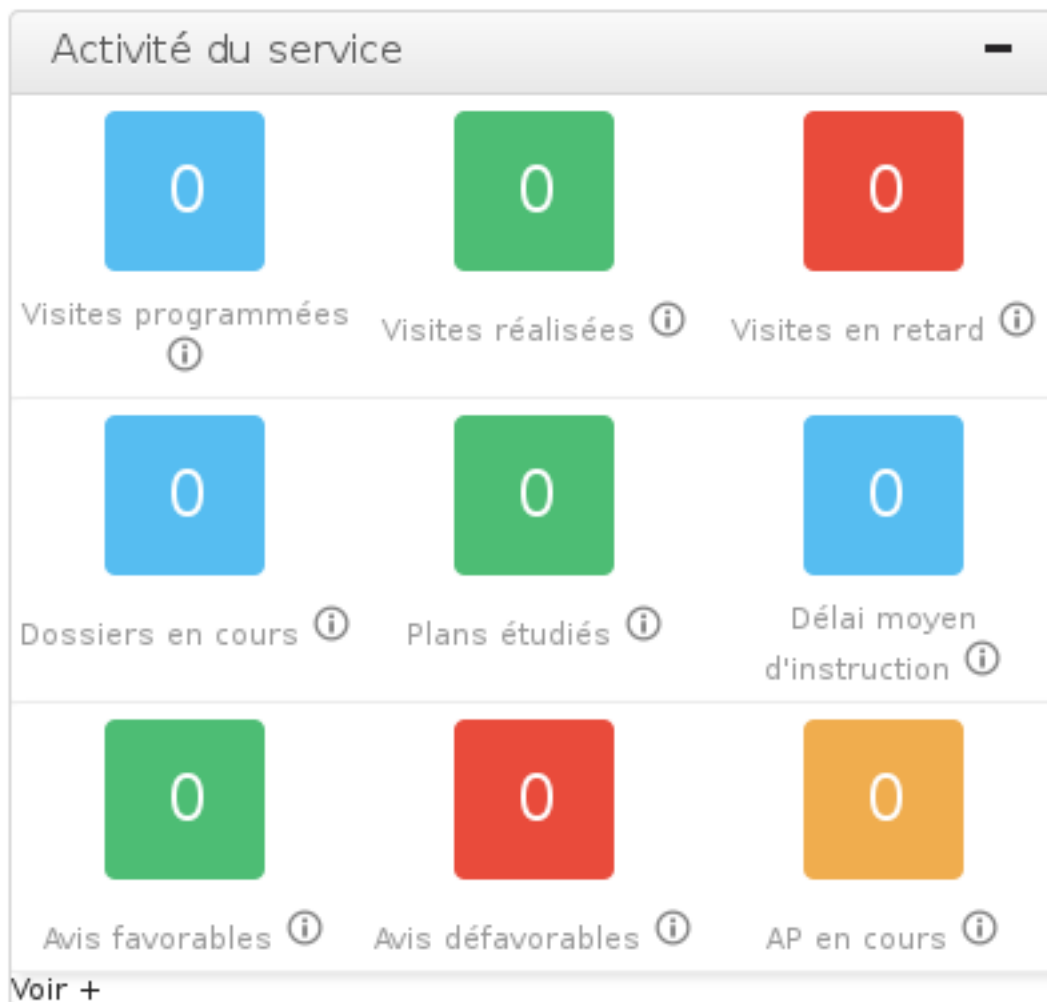 Activité du service
0 0 0
Visites programmées Visites réalisées Visites en retard
0 0 0
Dossiers en cours Plans étudiés Délai moyen
d'instruction
0 0 0
Avis favorables Avis défavorables AP en cours
Voir +